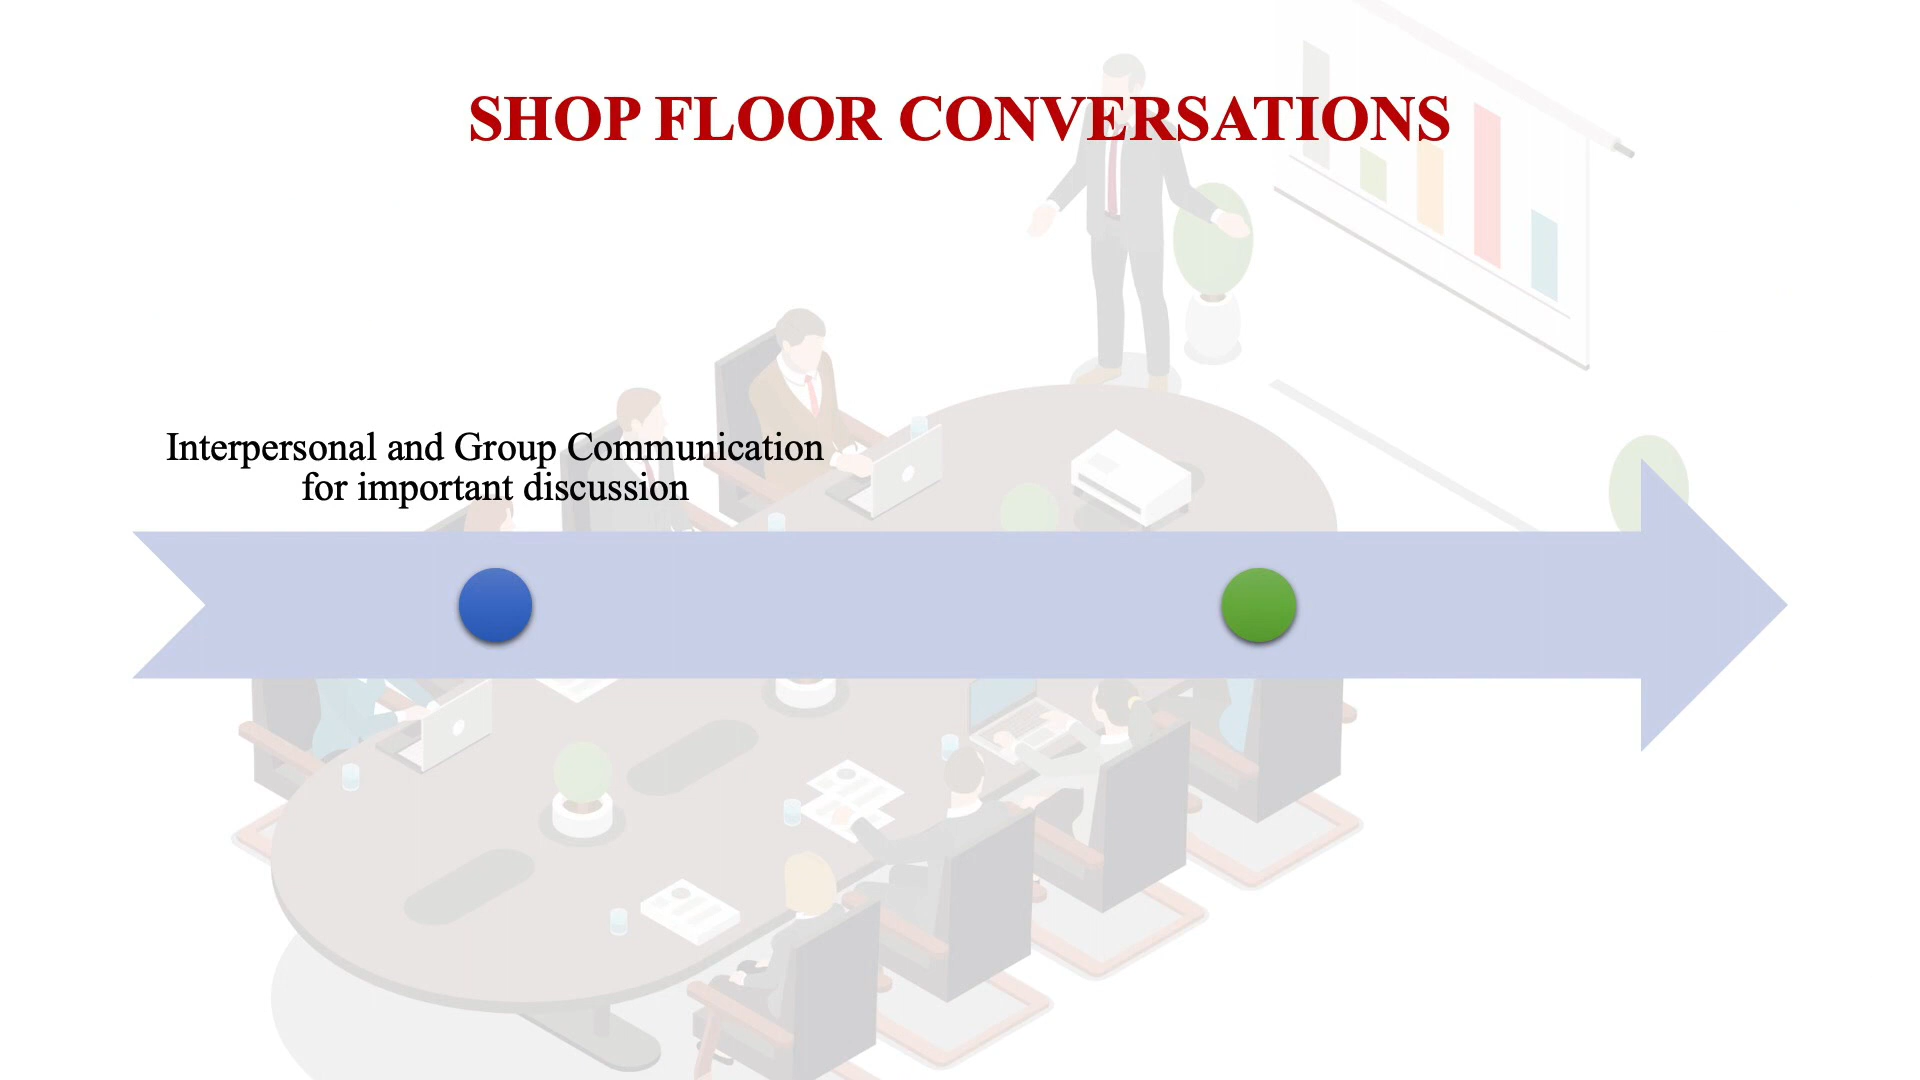 SHOP FLOOR CONVERSATIONS
Interpersonal and Group Communication
for important discussion